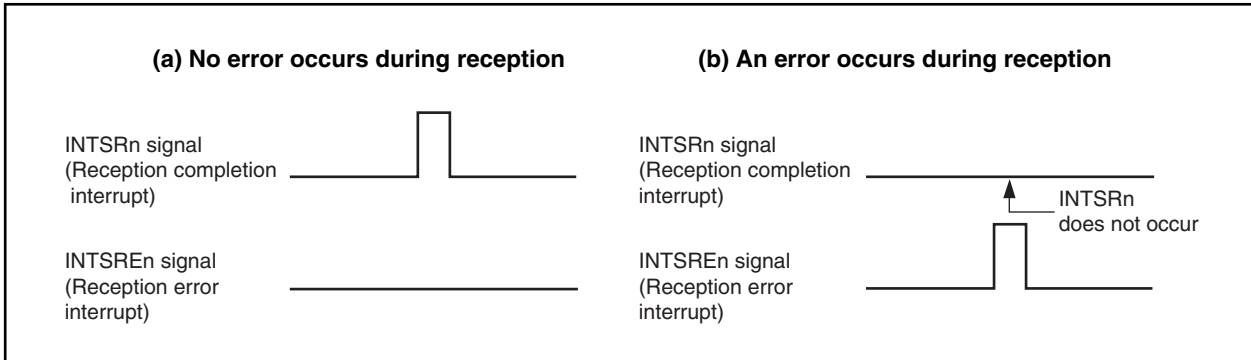 (a) No error occurs during reception
INTSRn signal
(Reception completion
interrupt)
INTSREn signal
(Reception error
interrupt)
(b) An error occurs during reception
INTSRn signal
(Reception completion
interrupt)
INTSRn
does not occur
INTSREn signal
(Reception error
interrupt)